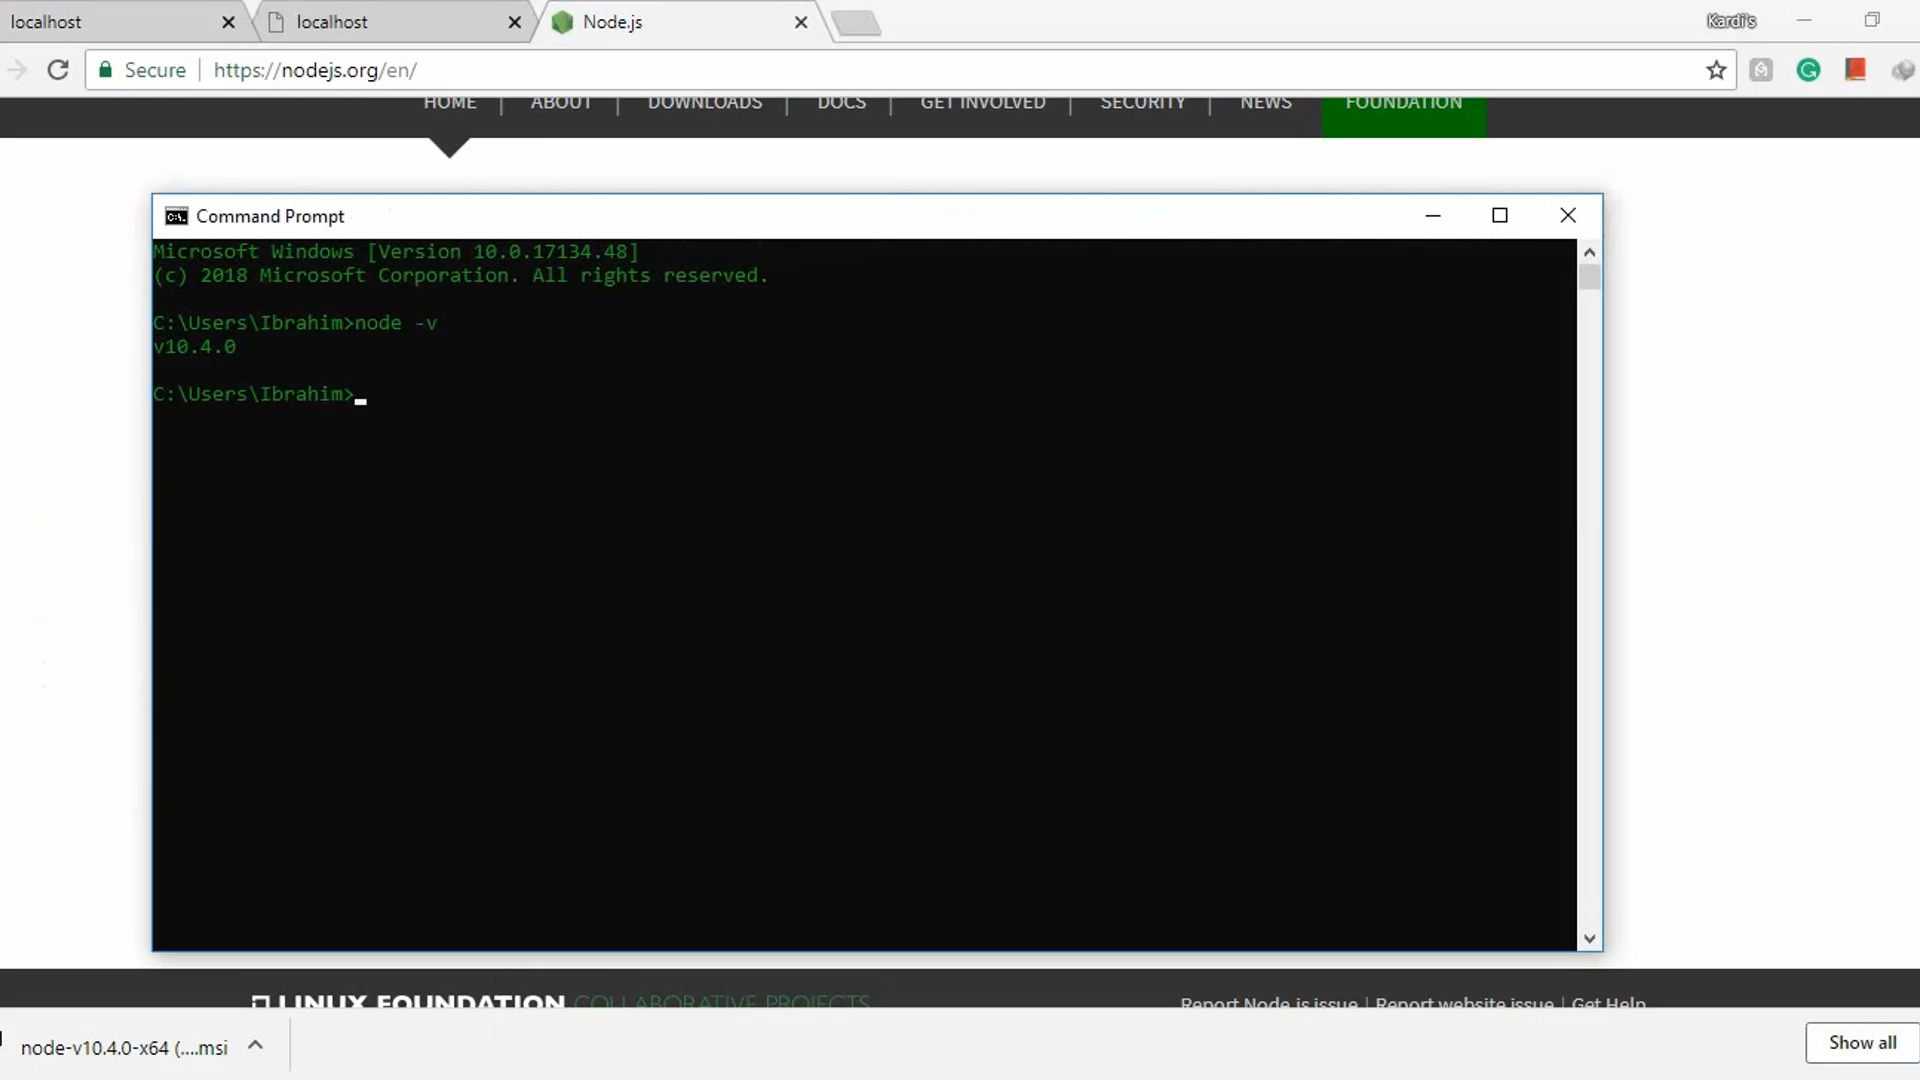 localhost
localhost
Node.js
Kardi's
Secure
https://nodejs.org/en/
HOME | ABOUT | DOWNLOADS | DOCS | GET INVOLVED | SECURITY | NEWS
FOUNDATION
Command Prompt
Microsoft Windows [Version 10.0.17134.48]
(c) 2018 Microsoft Corporation. All rights reserved.
C:\Users\Ibrahim>node -v
v10.4.0
C:\Users\Ibrahim>
LINUX FOUNDATION COLLABORATIVE PROJECTS
Report Node.js issue | Report website issue | Get Help
node-v10.4.0-x64 (....msi
Show all